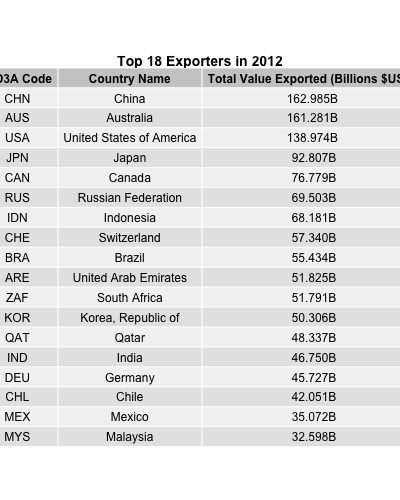 Top 18 Exporters in 2012
O3A Code Country Name Total Value Exported (Billions $US
CHN China 162.985B
AUS Australia 161.281B
USA United States of America 138.974B
JPN Japan 92.807B
CAN Canada 76.779B
RUS Russian Federation 69.503B
IDN Indonesia 68.181B
CHE Switzerland 57.340B
BRA Brazil 55.434B
ARE United Arab Emirates 51.825B
ZAF South Africa 51.791B
KOR Korea, Republic of 50.306B
QAT Qatar 48.337B
IND India 46.750B
DEU Germany 45.727B
CHL Chile 42.051B
MEX Mexico 35.072B
MYS Malaysia 32.598B